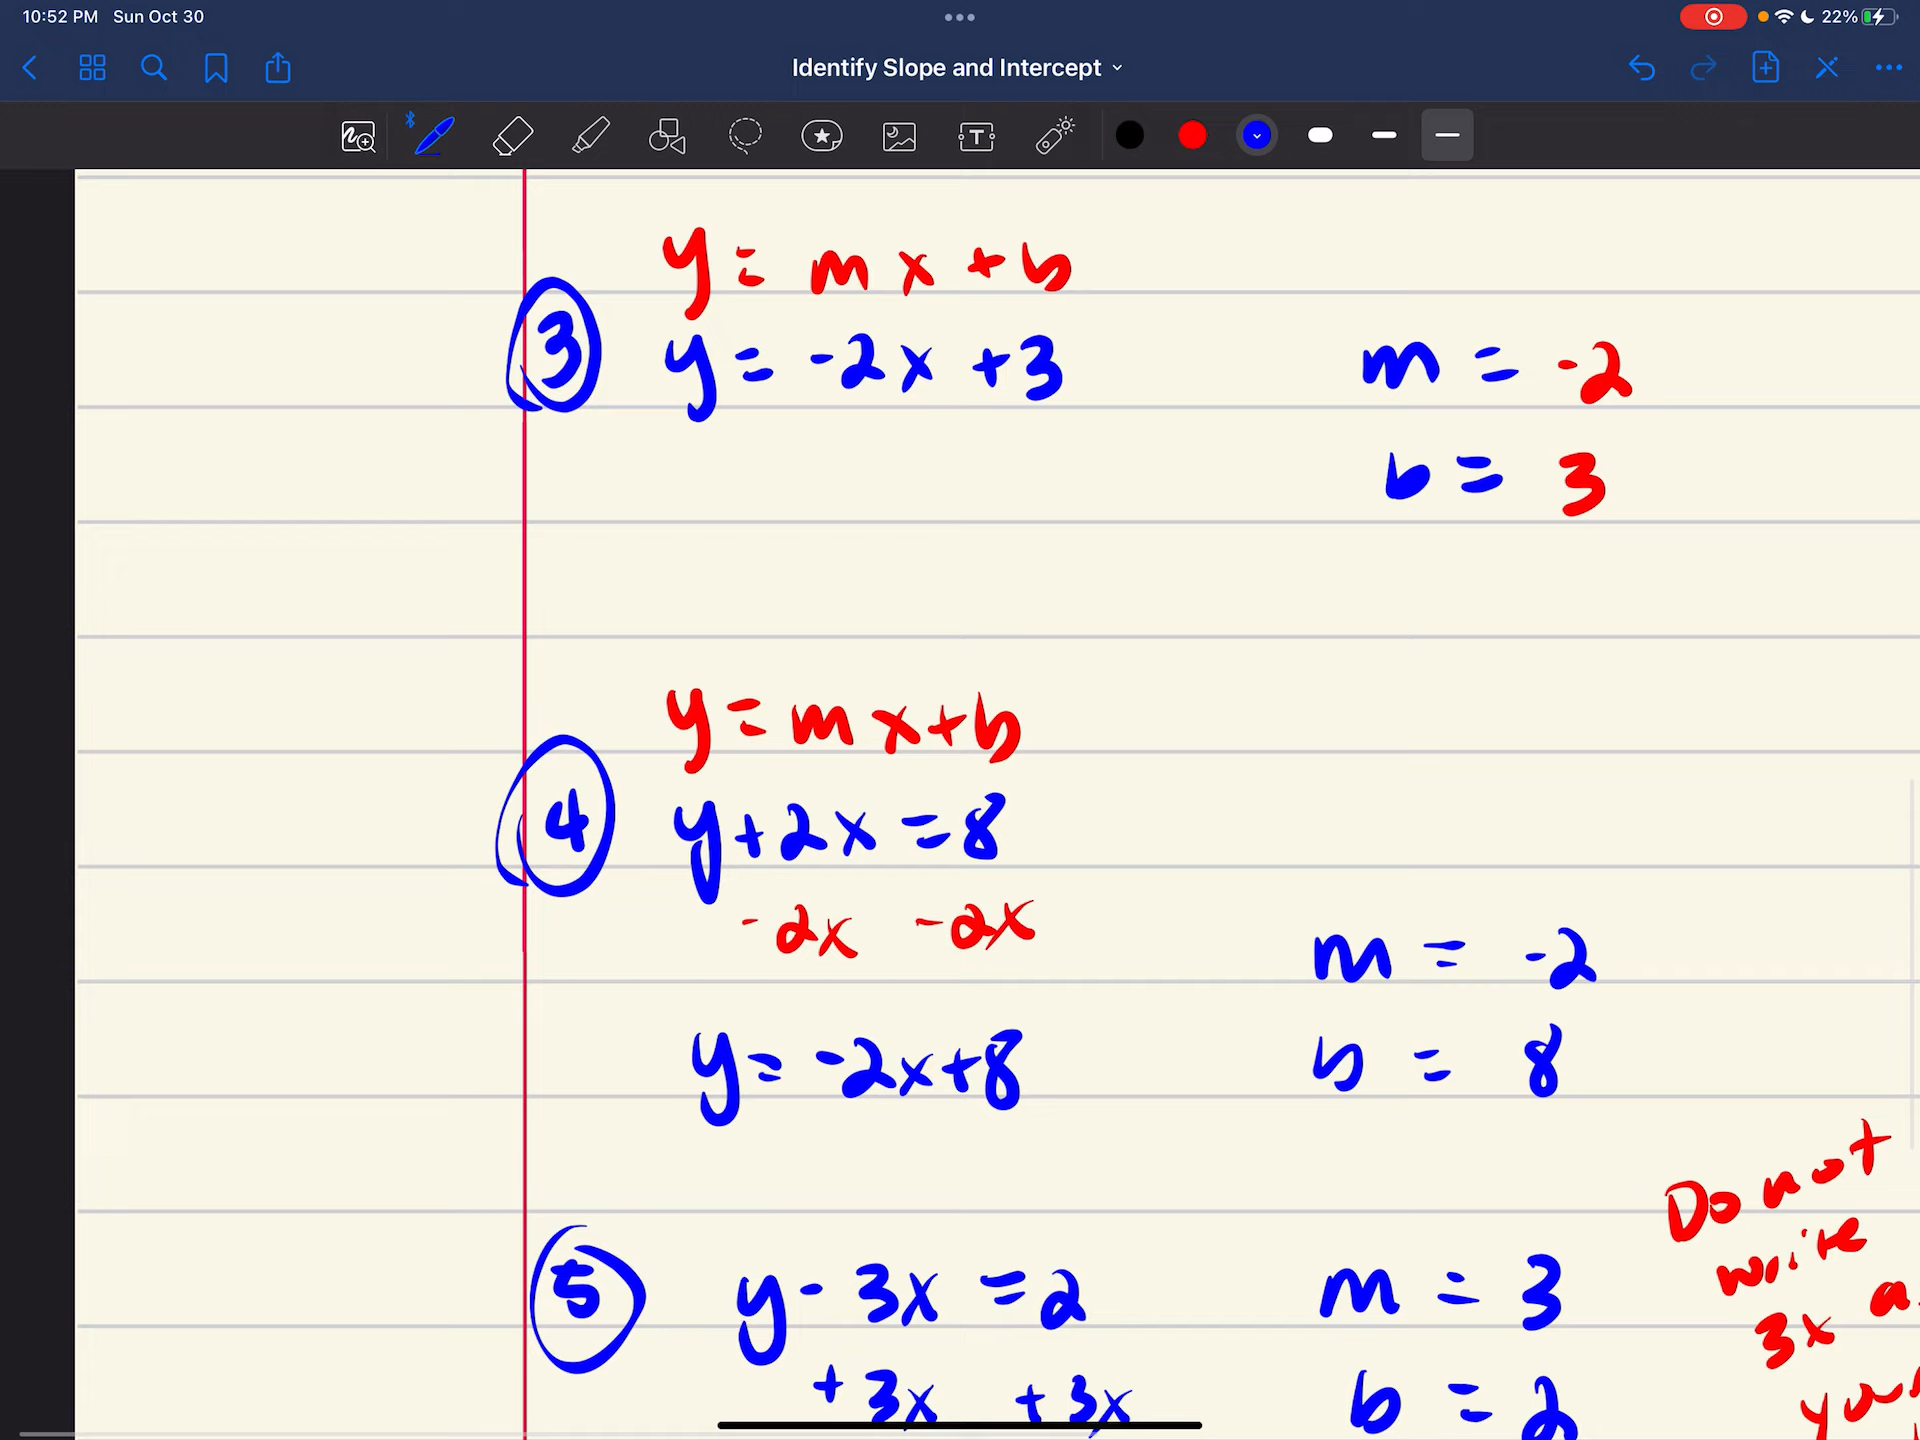 10:52 PM Sun Oct 30
22%
Identify Slope and Intercept
y = mx + b
③ y = -2x + 3
m = -2
b = 3
y = mx + b
④ y + 2x = 8
-2x -2x
m = -2
y = -2x + 8
b = 8
Do not
write
3x
⑤ y - 3x = 2
m = 3
+3x +3x
b = 2